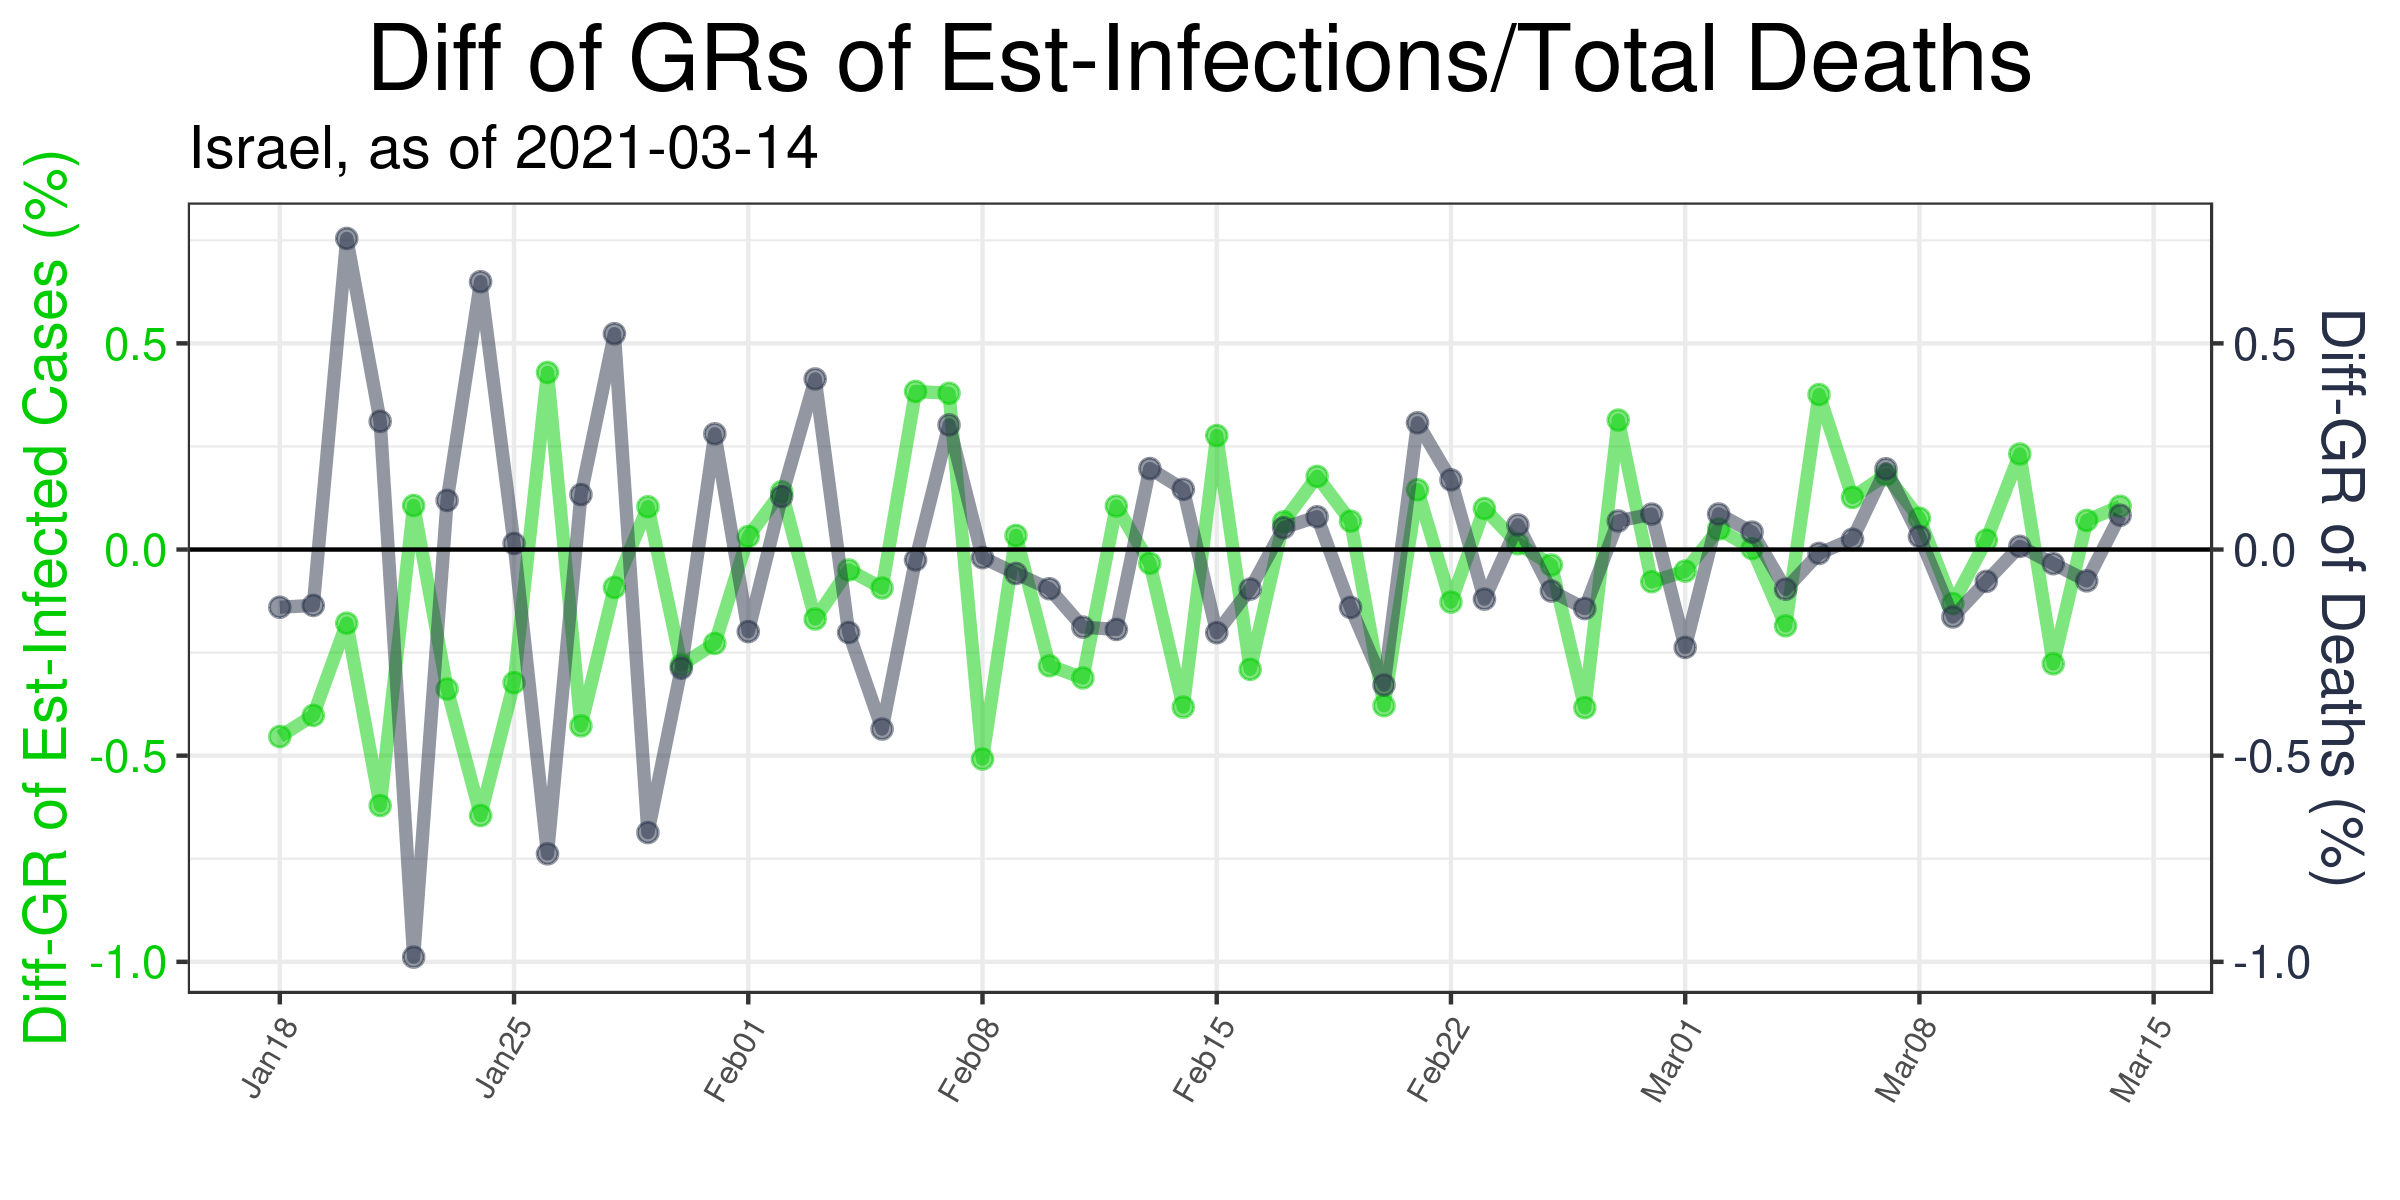 Diff of GRs of Est-Infections/Total Deaths
Israel, as of 2021-03-14
Diff-GR of Est-Infected Cases (%)
0.5
0.0
-0.5
-1.0
0.5
0.0
-0.5
-1.0
Diff-GR of Deaths (%)
Jan18
Jan25
Feb01
Feb08
Feb15
Feb22
Mar01
Mar08
Mar15